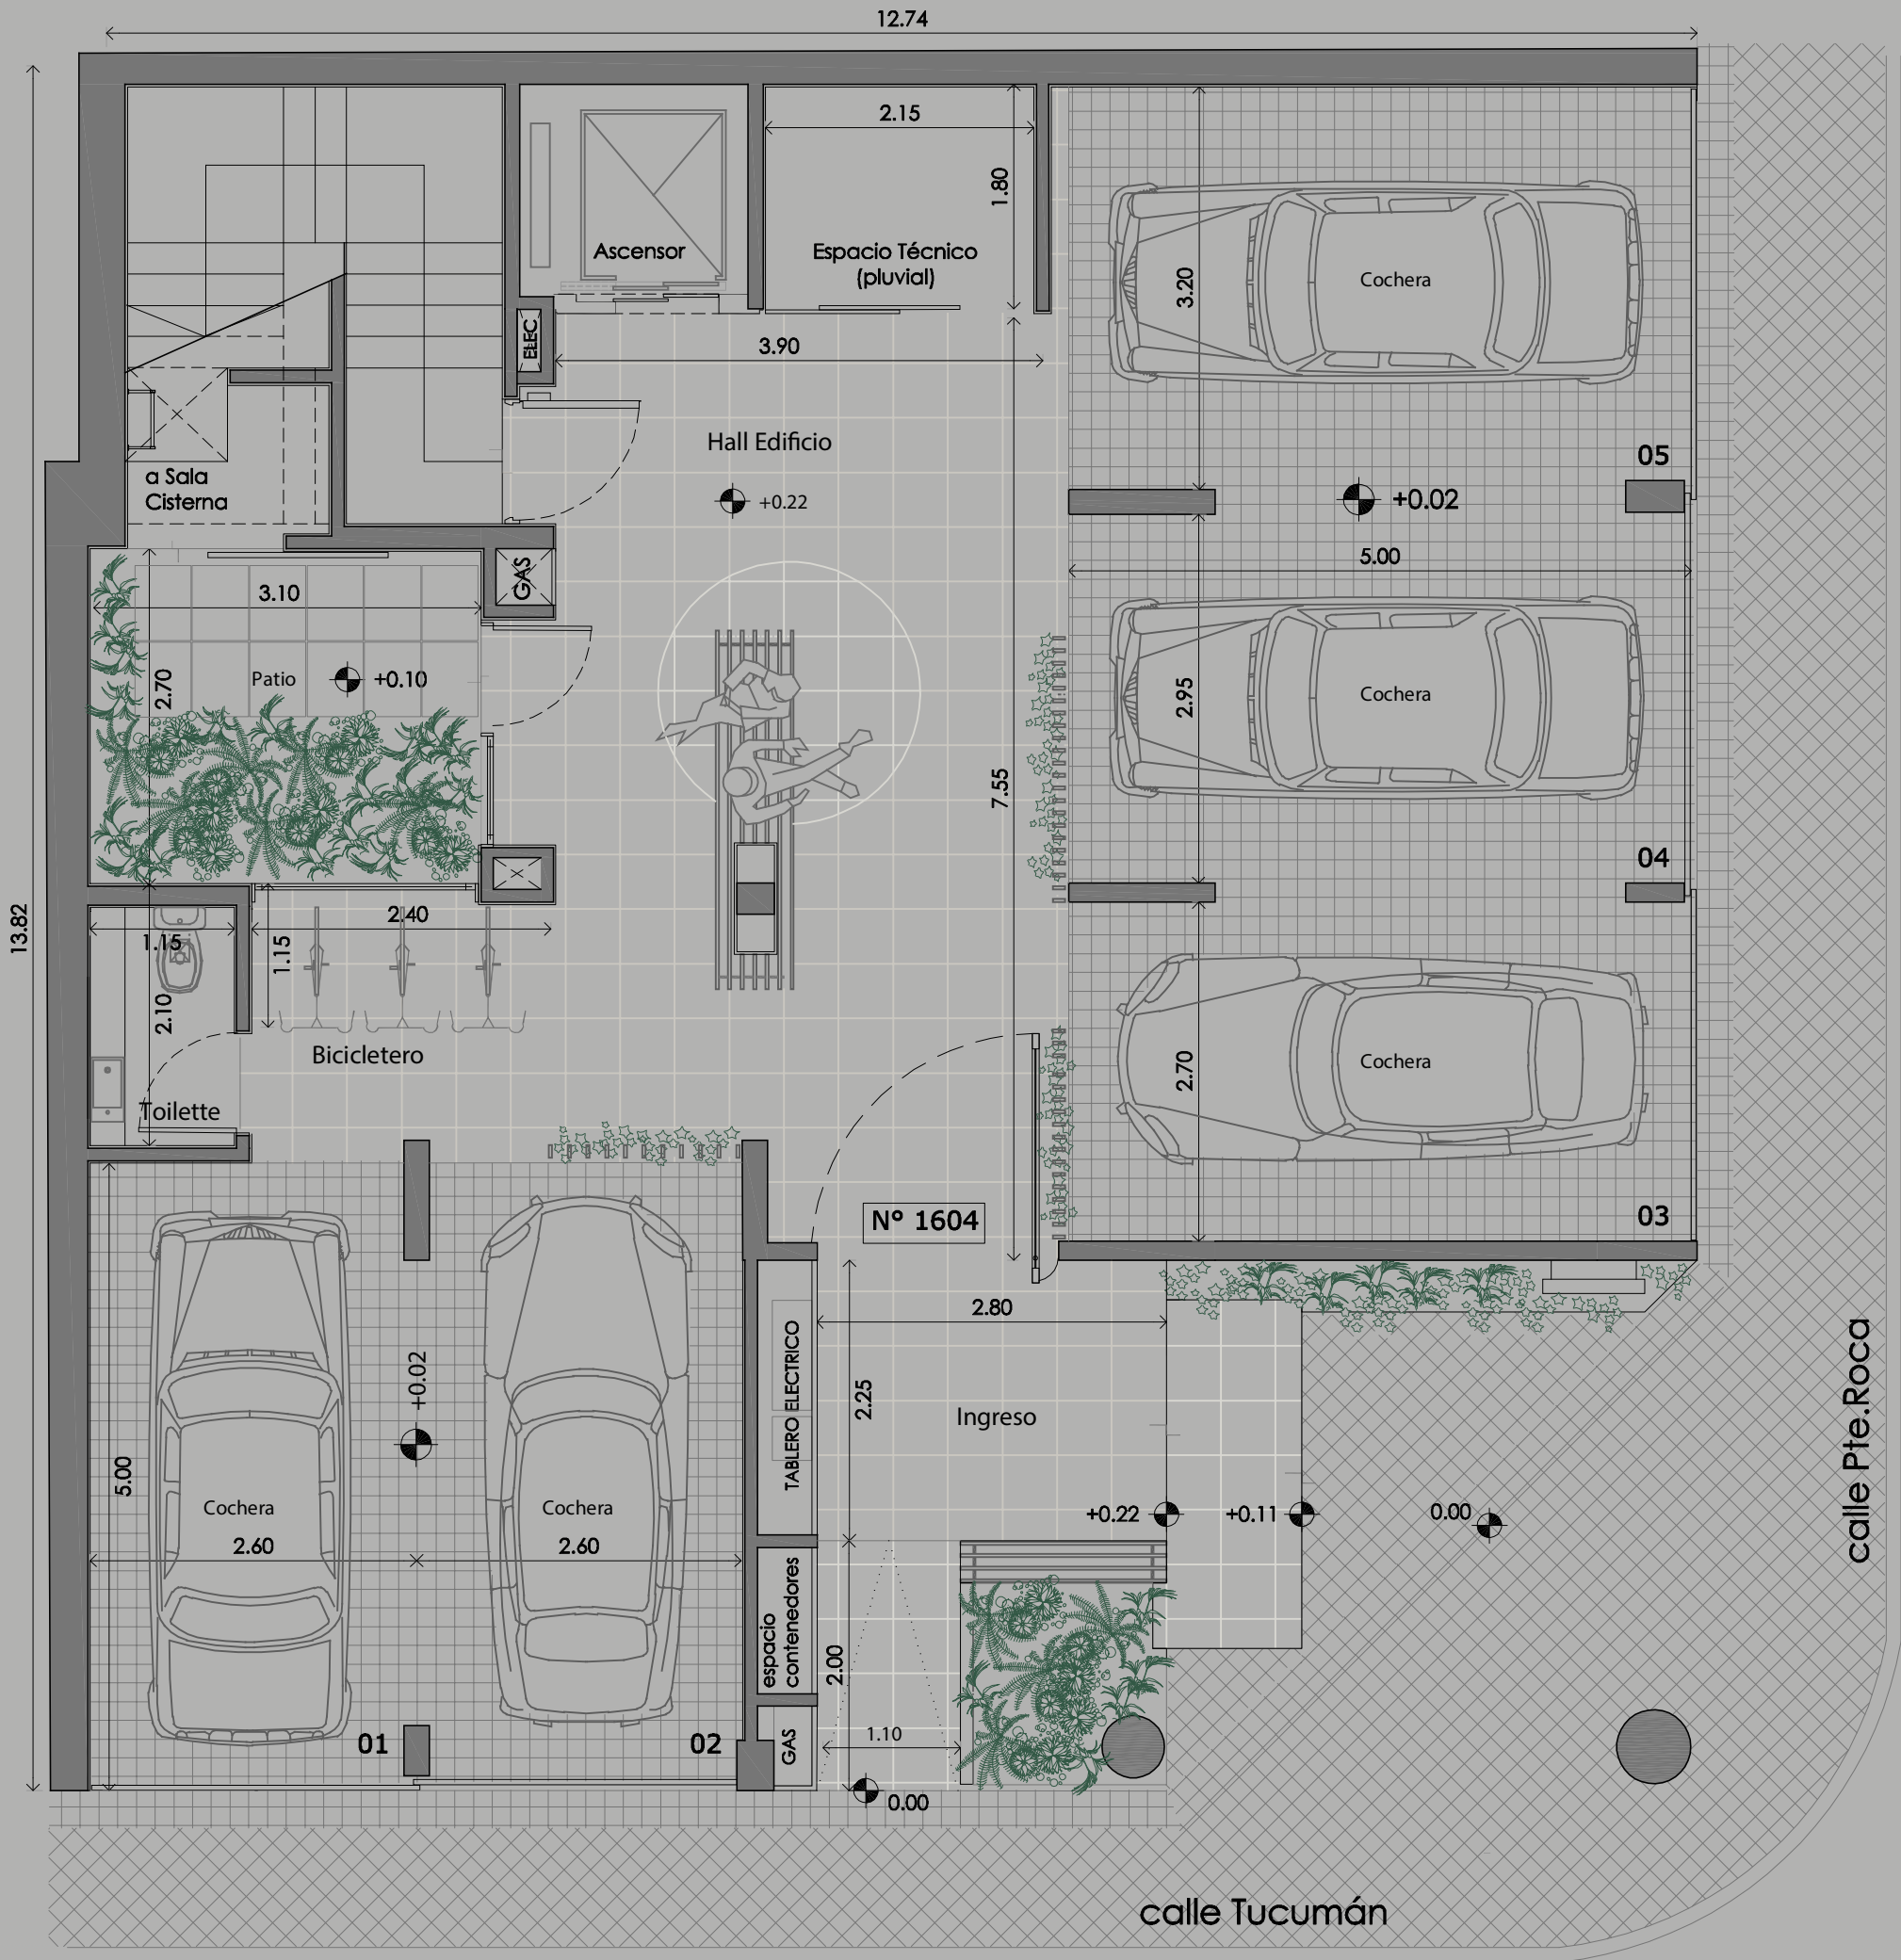 12.74
2.15
1.80
Ascensor
Espacio Técnico
(pluvial)
3.20
Cochera
ELEC
3.90
Hall Edificio
+0.22
05
a Sala
Cisterna
+0.02
5.00
GAS
3.10
Patio
+0.10
2.70
2.95
Cochera
7.55
04
13.82
1.15
2.40
1.15
2.10
Bicicletero
Toilette
2.70
Cochera
03
Nº 1604
2.80
+0.02
TABLERO ELECTRICO
2.25
Ingreso
5.00
Cochera
2.60
Cochera
2.60
+0.22
+0.11
0.00
calle Pte.Roca
espacio
contenedores
2.00
01
02
GAS
1.10
0.00
calle Tucumán